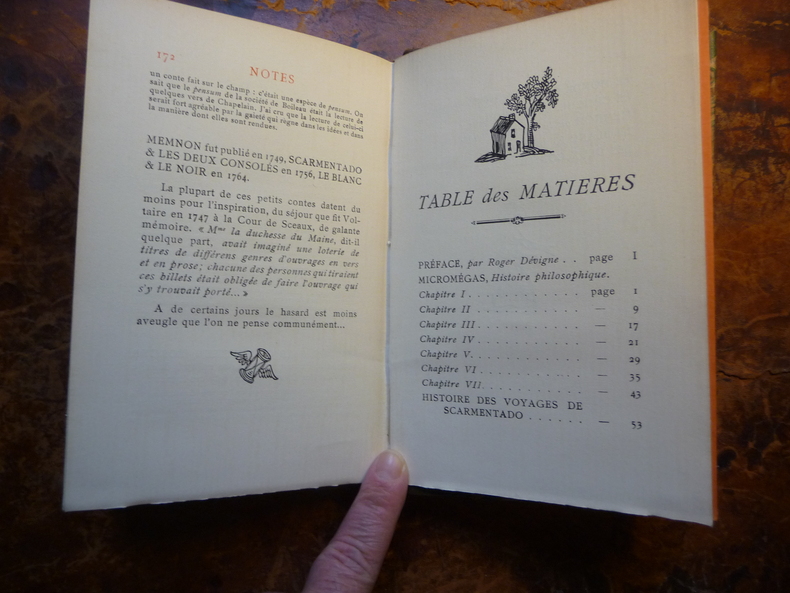 172
NOTES
un conte fait sur le champ : c'était une espèce de pensum. On
sait que le pensum de la société de Boileau était la lecture de
quelques vers de Chapelain. J'ai cru que la lecture de celui-ci
serait fort agréable par la gaieté qui règne dans les idées et dans
la manière dont elles sont rendues.
MEMNON fut publié en 1749, SCARMENTADO
& LES DEUX CONSOLÉS en 1756, LE BLANC
& LE NOIR en 1764.
La plupart de ces petits contes datent du
moins pour l'inspiration, du séjour que fit Vol-
taire en 1747 à la Cour de Sceaux, de galante
mémoire. « Mme la duchesse du Maine, dit-il
quelque part, avait imaginé une loterie de
titres de différens genres d'ouvrages en vers
et en prose ; chacune des personnes qui tiraient
ces billets était obligée de faire l'ouvrage qui
s'y trouvait porté... »
A de certains jours le hasard est moins
aveugle que l'on ne pense communément...
TABLE des MATIERES
PRÉFACE, par Roger Dévigne . . page I
MICROMÉGAS, Histoire philosophique.
Chapitre I . . . . . . . . . . . page 1
Chapitre II . . . . . . . . . . . — 9
Chapitre III . . . . . . . . . . . — 17
Chapitre IV . . . . . . . . . . . — 21
Chapitre V. . . . . . . . . . . . — 29
Chapitre VI . . . . . . . . . . . — 35
Chapitre VII. . . . . . . . . . . — 43
HISTOIRE DES VOYAGES DE
SCARMENTADO . . . . . . — 53